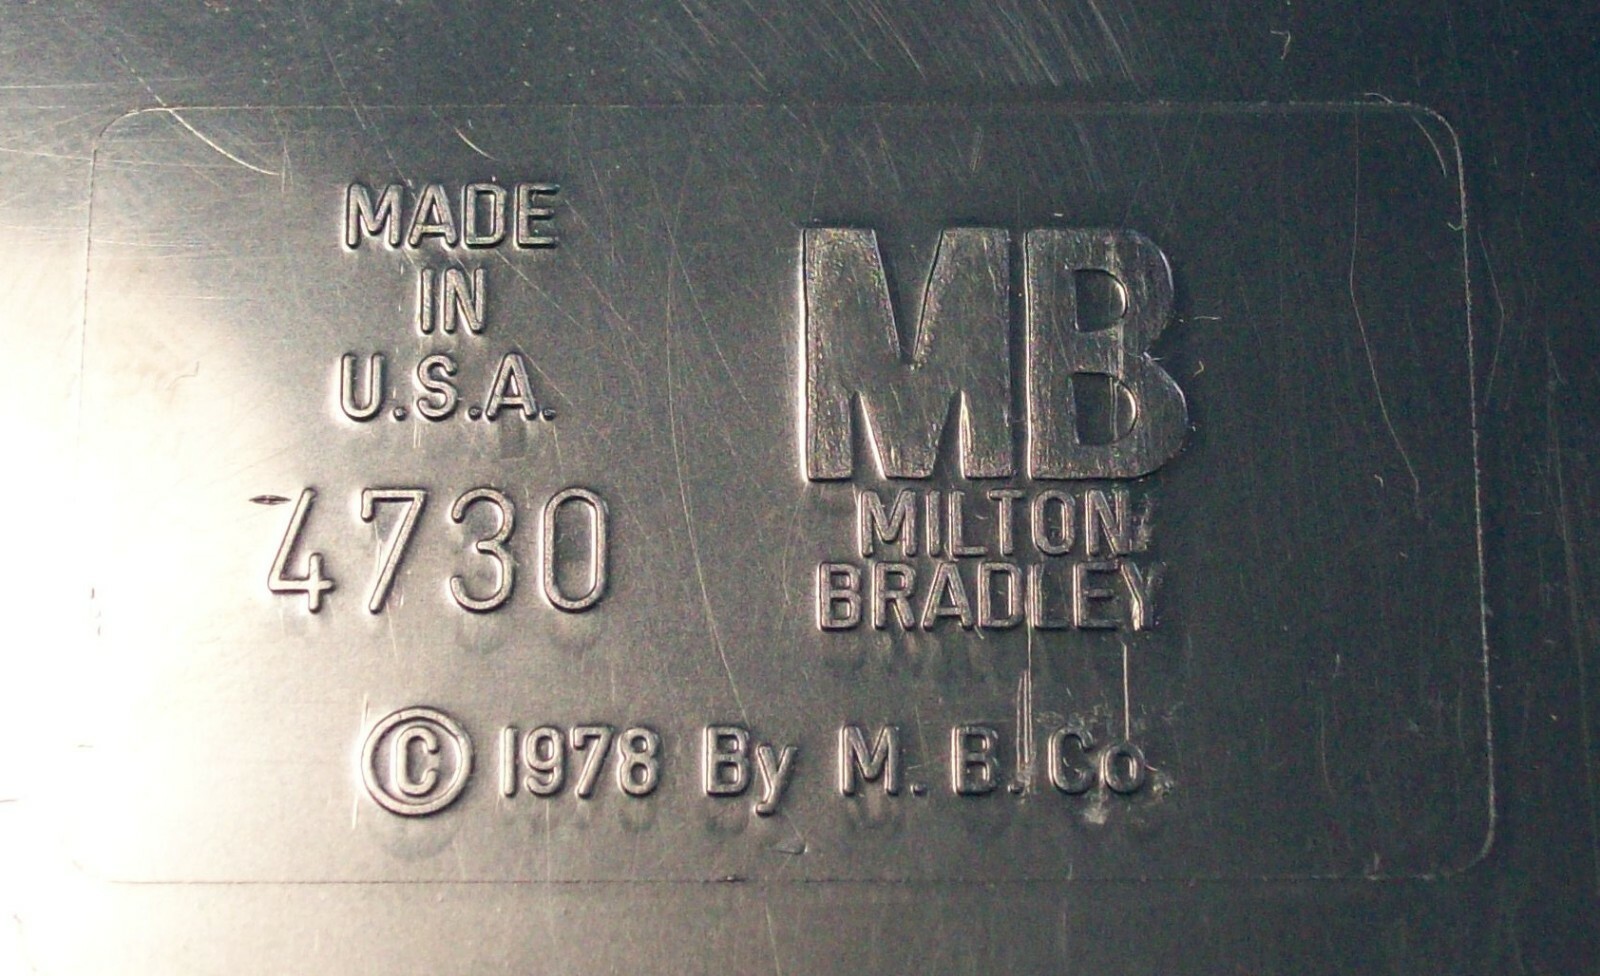 MADE
IN
U.S.A.
4730
MB
MILTON
BRADLEY
© 1978 By M. B. Co